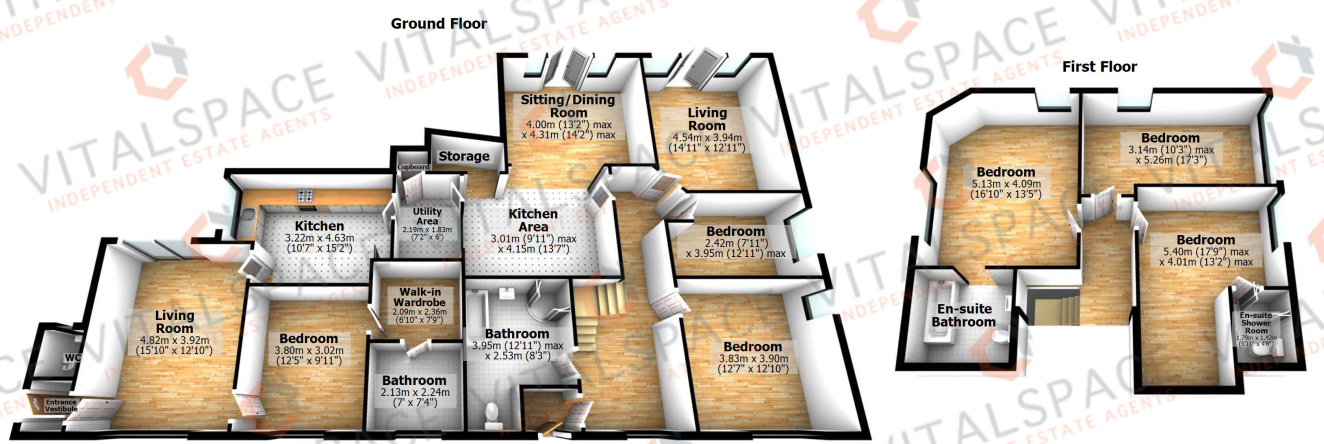 Ground Floor
First Floor
Sitting/Dining
Room
4.00m (13'2") max
x 4.31m (14'2") max
Living
Room
4.54m x 3.94m
(14'11" x 12'11")
Storage
Cupboard
Kitchen
3.22m x 4.63m
(10'7" x 15'2")
Utility
Area
2.19m x 1.83m
(7'2" x 6')
Kitchen
Area
3.01m (9'11") max
x 4.15m (13'7")
Bedroom
2.42m (7'11")
x 3.95m (12'11") max
Living
Room
4.82m x 3.92m
(15'10" x 12'10")
Walk-in
Wardrobe
2.09m x 2.36m
(6'10" x 7'9")
Bedroom
3.80m x 3.02m
(12'5" x 9'11")
Bathroom
3.95m (12'11") max
x 2.53m (8'3")
Bedroom
3.83m x 3.90m
(12'7" x 12'10")
WC
Bathroom
2.13m x 2.24m
(7' x 7'4")
Entrance
Vestibule
Bedroom
3.14m (10'3") max
x 5.26m (17'3")
Bedroom
5.13m x 4.09m
(16'10" x 13'5")
Bedroom
5.40m (17'9") max
x 4.01m (13'2") max
En-suite
Bathroom
En-suite
Shower
Room
1.79m x 1.42m
(5'11" x 4'8")
VITALSPACE
INDEPENDENT ESTATE AGENTS